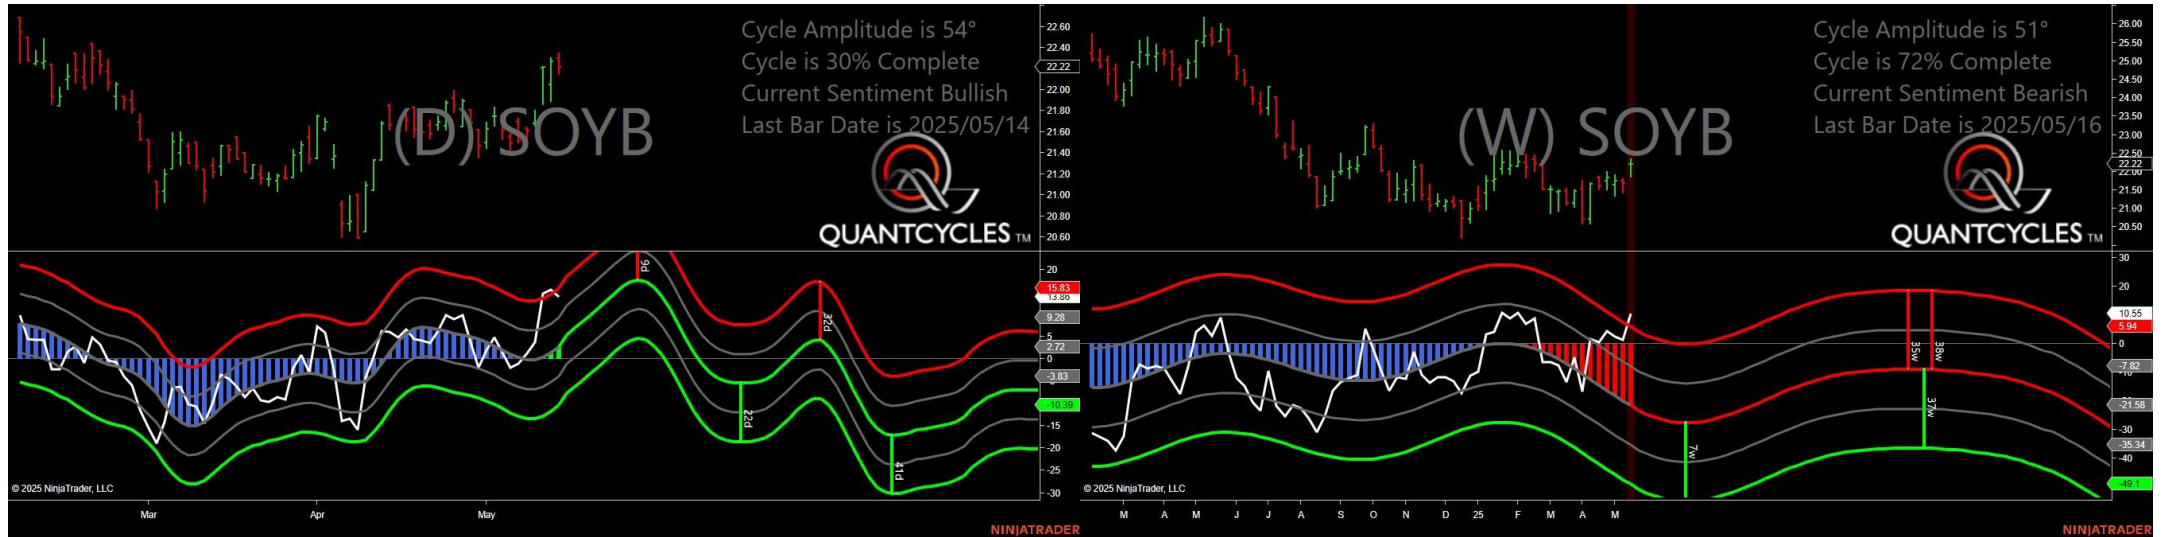 Cycle Amplitude is 54°
Cycle is 30% Complete
Current Sentiment Bullish
Last Bar Date is 2025/05/14
(D) SOYB
QUANTCYCLES TM
22.60
22.40
22.22
22.00
21.80
21.60
21.40
21.20
21.00
20.80
20.60
9d
22d
32d
41d
20
15.83
13.86
9.28
5
2.72
0
-3.83
-10.39
-15
-20
-25
-30
© 2025 NinjaTrader, LLC
Mar
Apr
May
NINJATRADER
Cycle Amplitude is 51°
Cycle is 72% Complete
Current Sentiment Bearish
Last Bar Date is 2025/05/16
(W) SOYB
QUANTCYCLES TM
26.00
25.50
25.00
24.50
24.00
23.50
23.00
22.50
22.22
22.00
21.50
21.00
20.50
7w
35w
38w
37w
30
20
10.55
5.94
0
-7.82
-10
-21.58
-30
-35.34
-40
-49.1
© 2025 NinjaTrader, LLC
M A M J J A S O N D 25 F M A M
NINJATRADER